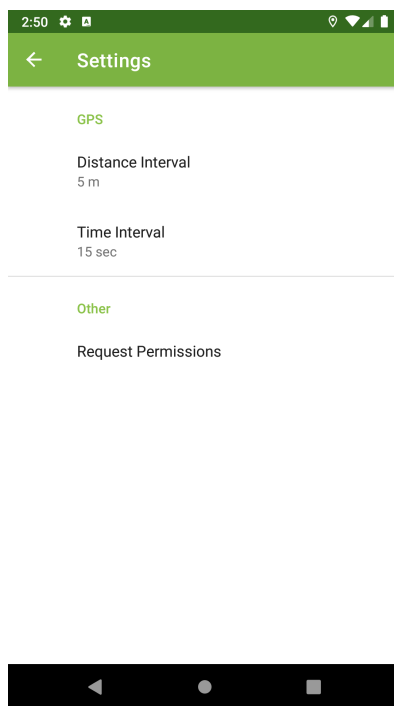 2:50
Settings
GPS
Distance Interval
5 m
Time Interval
15 sec
Other
Request Permissions